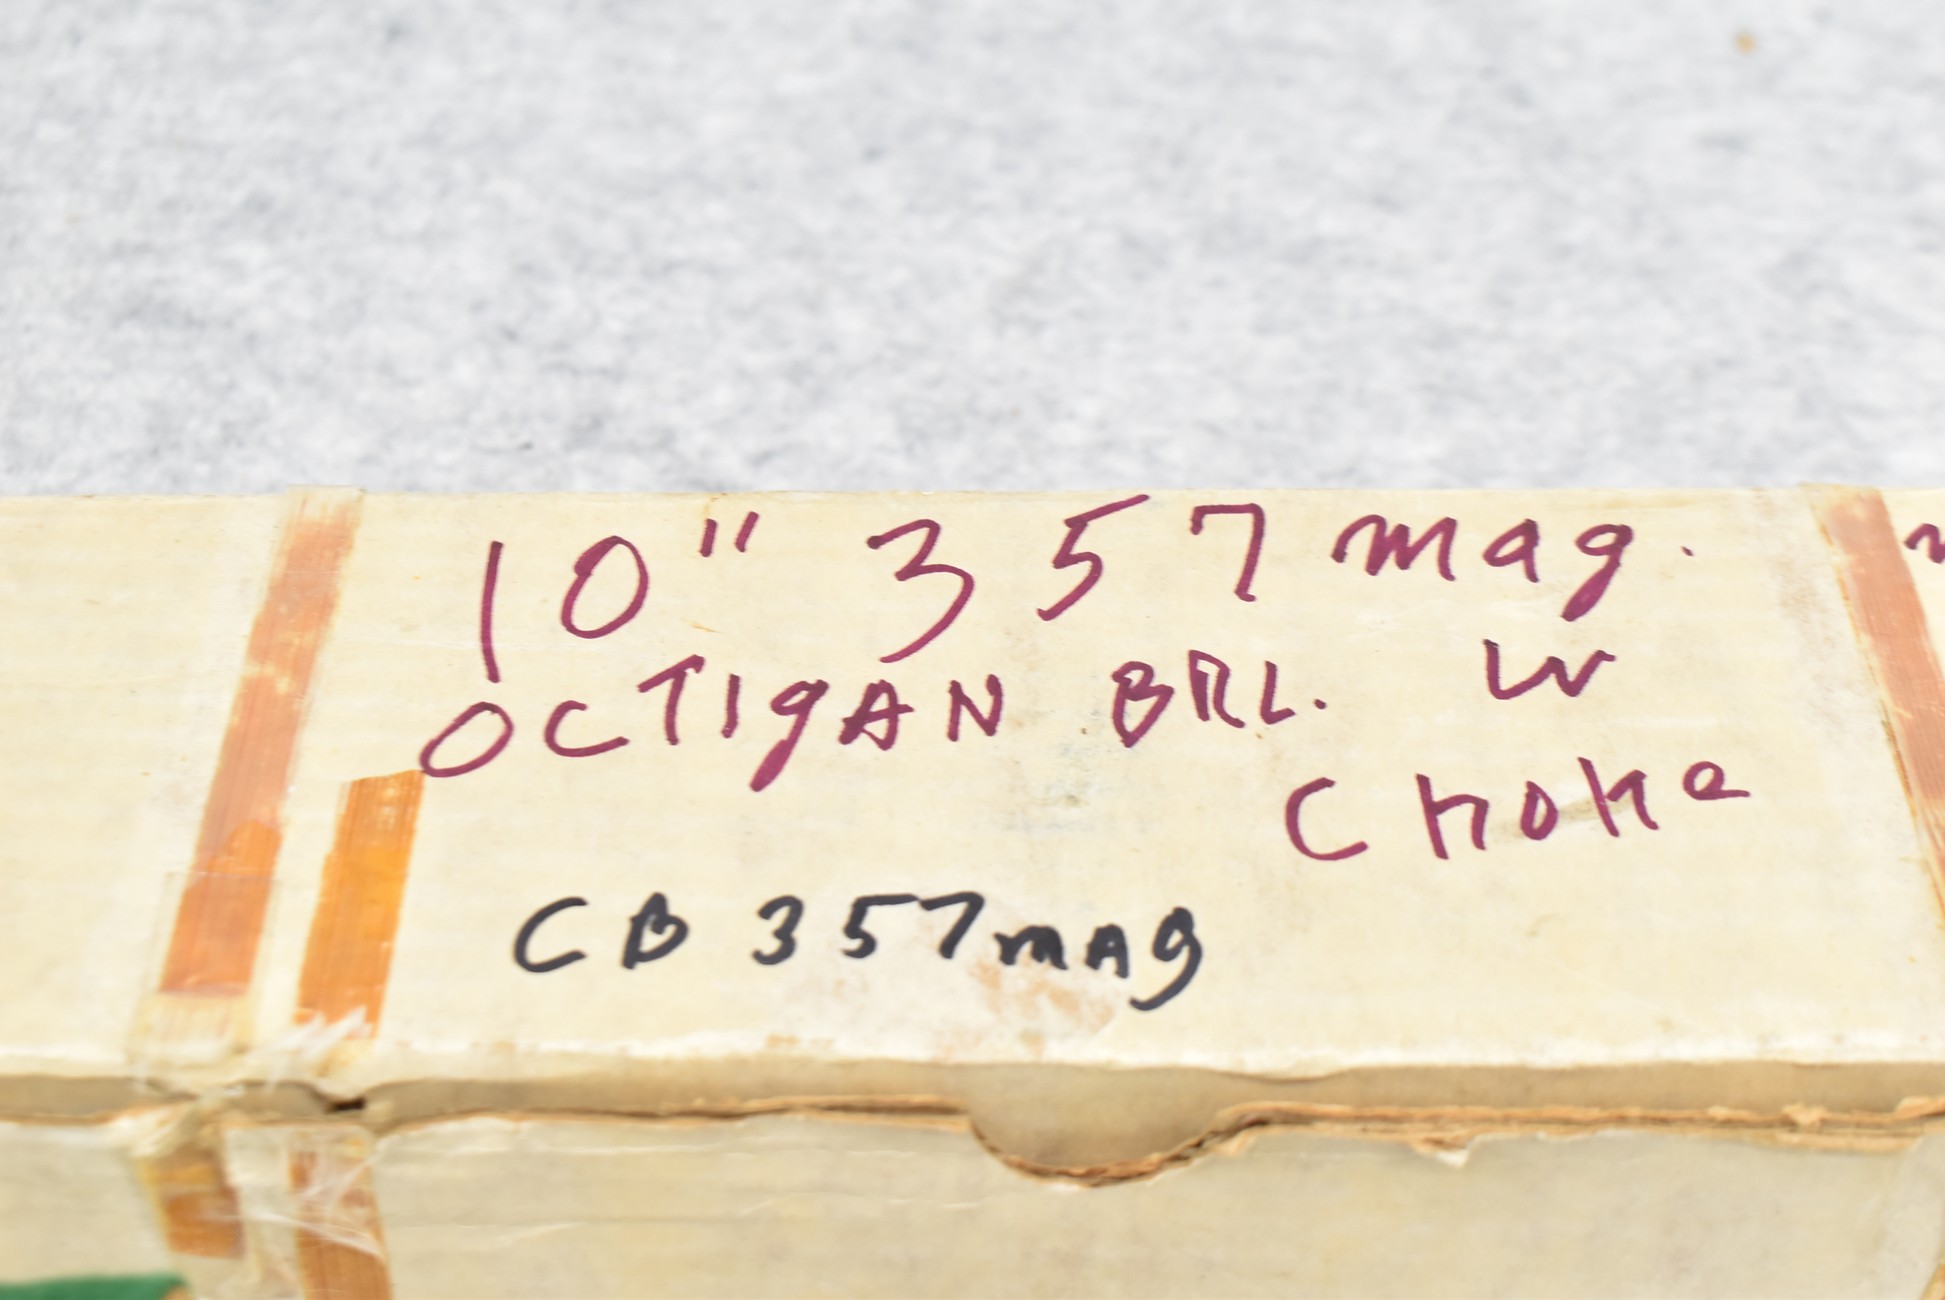 10" 357 mag.
OCTIgAN BRL. W
CHOKe
CB 357 mAg